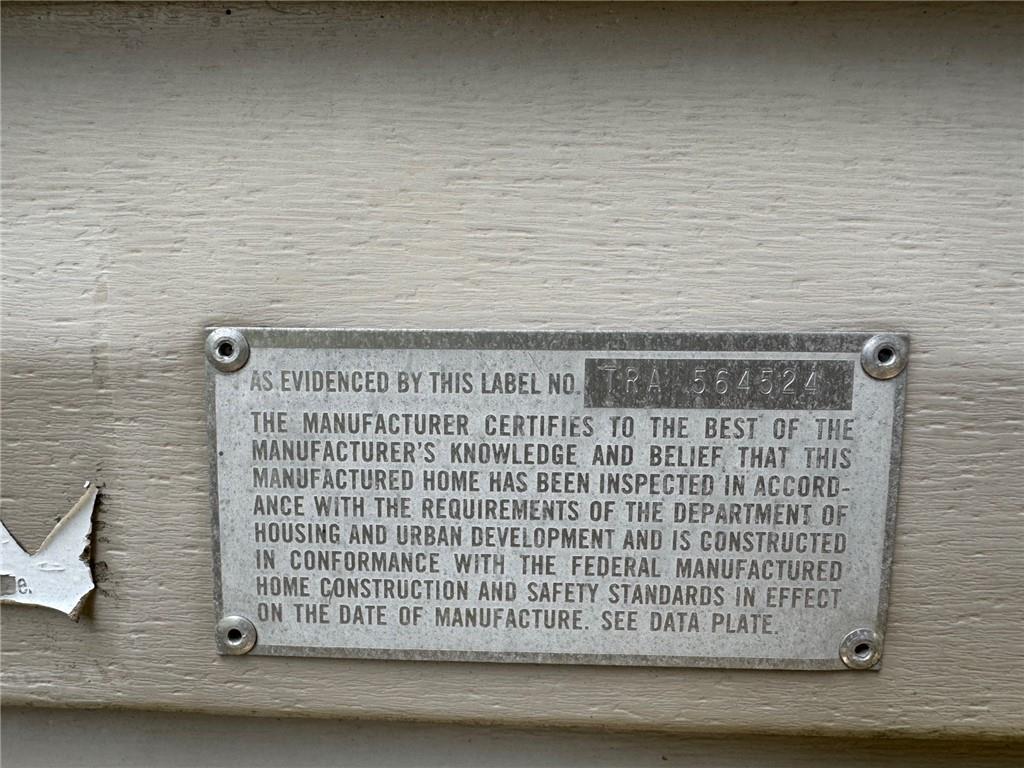 AS EVIDENCED BY THIS LABEL NO. TRA 564524
THE MANUFACTURER CERTIFIES TO THE BEST OF THE
MANUFACTURER'S KNOWLEDGE AND BELIEF THAT THIS
MANUFACTURED HOME HAS BEEN INSPECTED IN ACCORD-
ANCE WITH THE REQUIREMENTS OF THE DEPARTMENT OF
HOUSING AND URBAN DEVELOPMENT AND IS CONSTRUCTED
IN CONFORMANCE WITH THE FEDERAL MANUFACTURED
HOME CONSTRUCTION AND SAFETY STANDARDS IN EFFECT
ON THE DATE OF MANUFACTURE. SEE DATA PLATE.